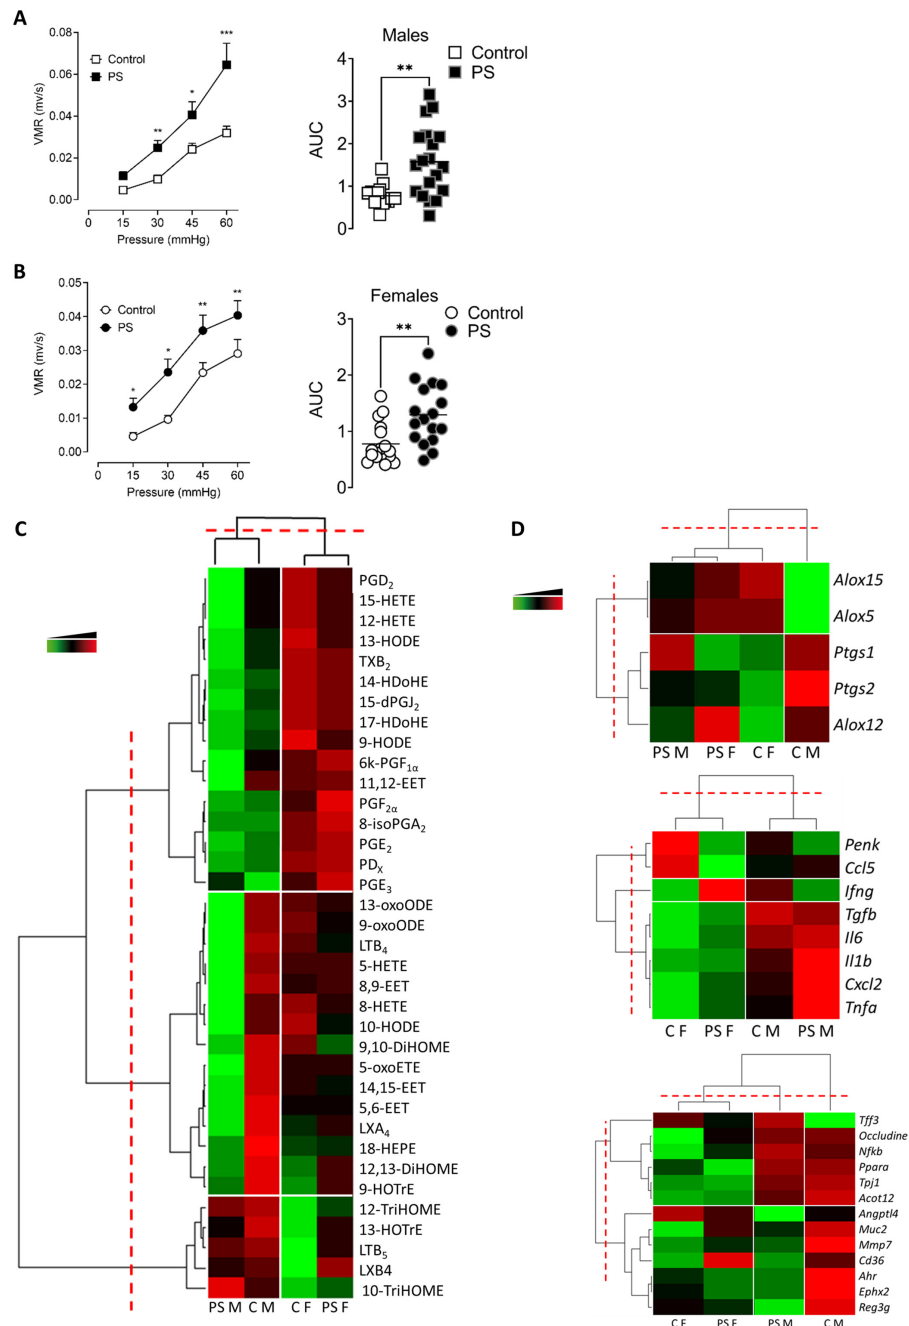 A
0.08
0.06
0.04
0.02
0.00
VMR (mv/s)
Control
PS
**
*
***
0 15 30 45 60
Pressure (mmHg)
Males
Control
PS
**
AUC
4
3
2
1
0
B
0.05
0.04
0.03
0.02
0.01
0.00
VMR (mv/s)
Control
PS
*
*
**
**
0 15 30 45 60
Pressure (mmHg)
Females
Control
PS
**
AUC
3
2
1
0
C
PGD2
15-HETE
12-HETE
13-HODE
TXB2
14-HDoHE
15-dPGJ2
17-HDoHE
9-HODE
6k-PGF1α
11,12-EET
PGF2α
8-isoPGA2
PGE2
PDX
PGE3
13-oxoODE
9-oxoODE
LTB4
5-HETE
8,9-EET
8-HETE
10-HODE
9,10-DiHOME
5-oxoETE
14,15-EET
5,6-EET
LXA4
18-HEPE
12,13-DiHOME
9-HOTrE
12-TriHOME
13-HOTrE
LTB5
LXB4
10-TriHOME
PS M C M C F PS F
D
Alox15
Alox5
Ptgs1
Ptgs2
Alox12
PS M PS F C F C M
Penk
Ccl5
Ifng
Tgfb
Il6
Il1b
Cxcl2
Tnfa
C F PS F C M PS M
Tff3
Occludine
Nfkb
Ppara
Tpj1
Acot12
Angptl4
Muc2
Mmp7
Cd36
Ahr
Ephx2
Reg3g
C F PS F PS M C M